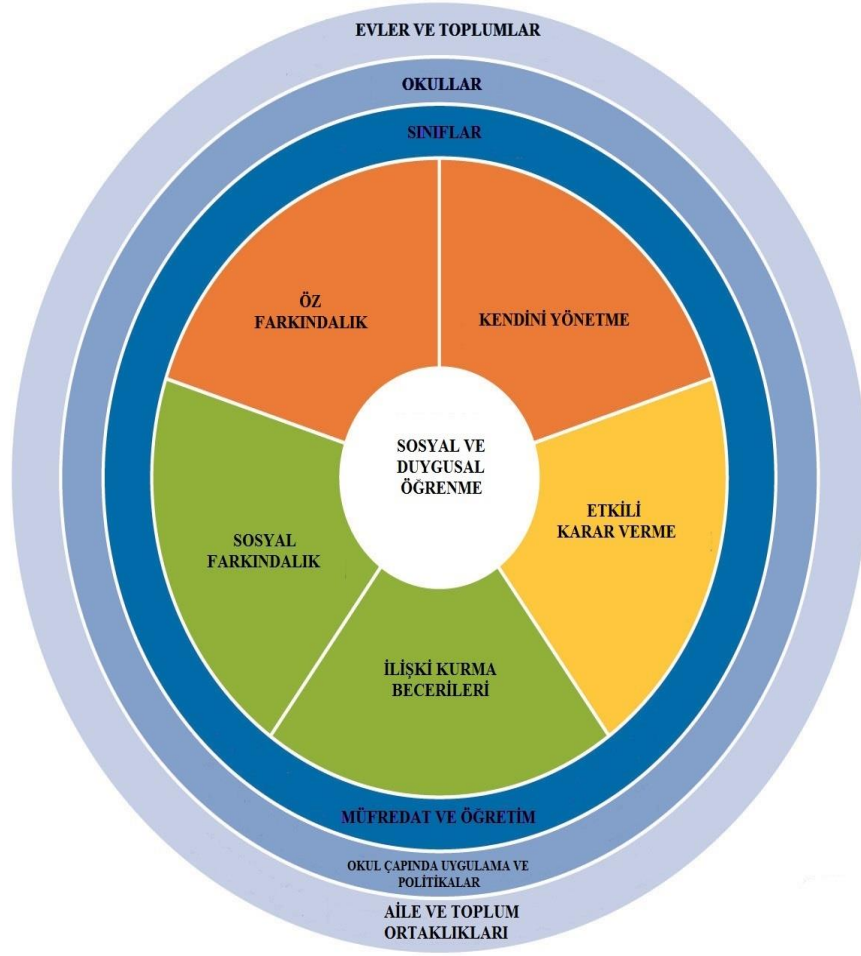 EVLER VE TOPLUMLAR
OKULLAR
SINIFLAR
ÖZ
FARKINDALIK
KENDİNİ YÖNETME
SOSYAL VE
DUYGUSAL
ÖĞRENME
SOSYAL
FARKINDALIK
ETKİLİ
KARAR VERME
İLİŞKİ KURMA
BECERİLERİ
MÜFREDAT VE ÖĞRETİM
OKUL ÇAPINDA UYGULAMA VE
POLİTİKALAR
AİLE VE TOPLUM
ORTAKLIKLARI